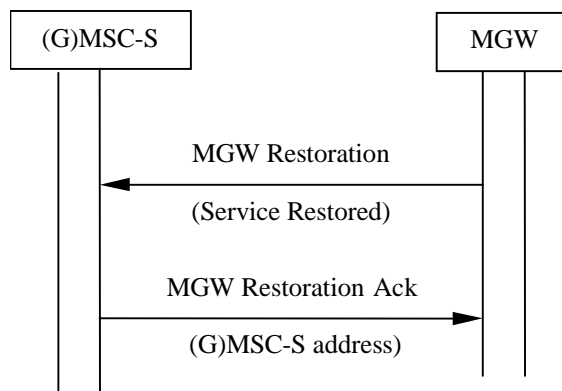 (G)MSC-S
MGW
MGW Restoration
(Service Restored)
MGW Restoration Ack
(G)MSC-S address)